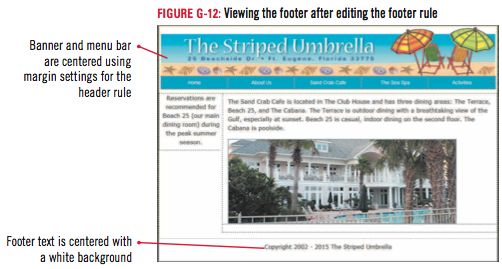 FIGURE G-12: Viewing the footer after editing the footer rule
Banner and menu bar
are centered using
margin settings for the
header rule
The Striped Umbrella
25 Beachside Dr. • Ft. Eugene, Florida 33775
Home About Us Sand Crab Cafe The Sea Spa Activities
Reservations are
recommended for
Beach 25 (our main
dining room) during
the peak summer
season.
The Sand Crab Cafe is located in The Club House and has three dining areas: The Terrace,
Beach 25, and The Cabana. The Terrace is outdoor dining with a breathtaking view of the
Gulf, especially at sunset. Beach 25 is casual, indoor dining on the second floor. The
Cabana is poolside.
Footer text is centered with
a white background
Copyright 2002 - 2015 The Striped Umbrella